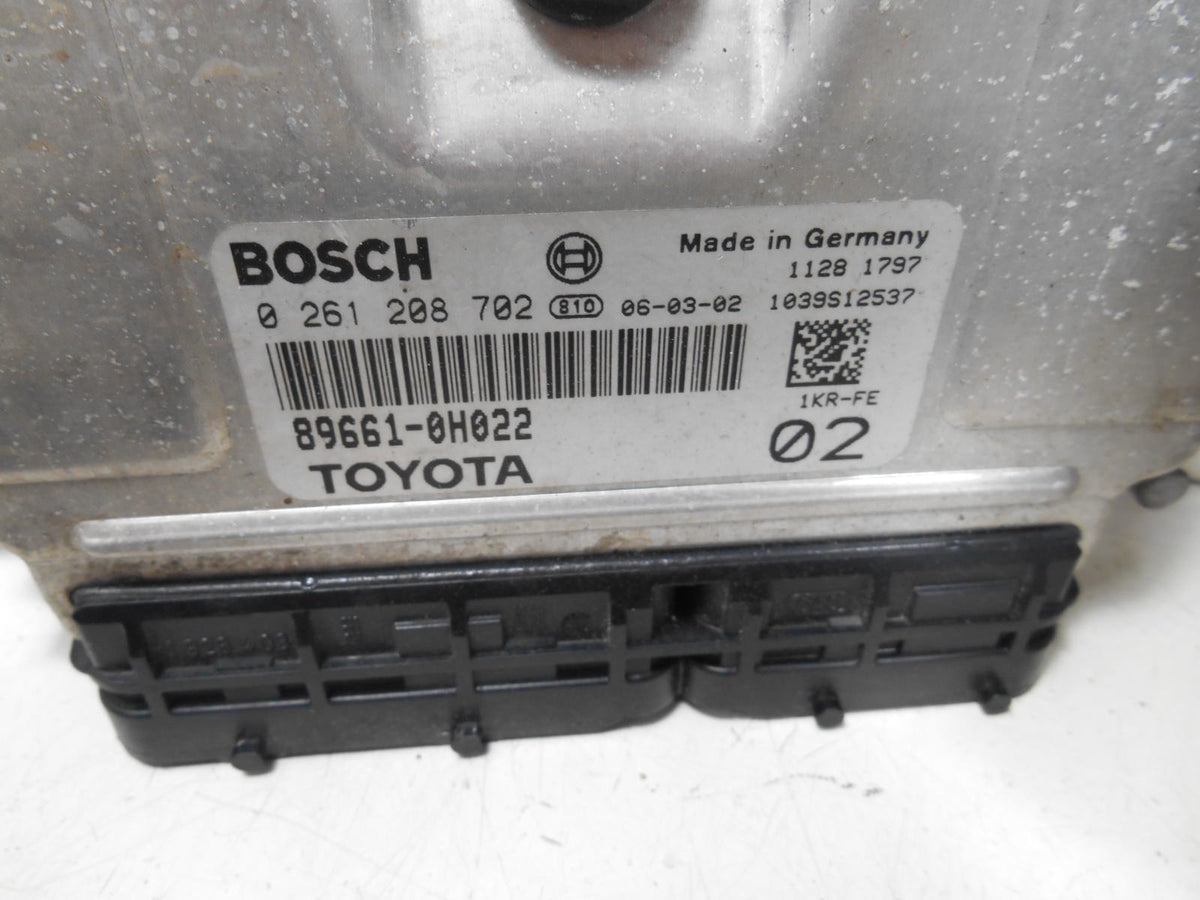 BOSCH Made in Germany
1128 1797
0 261 208 702 810 06-03-02 1039S12537
1KR-FE
89661-0H022 02
TOYOTA